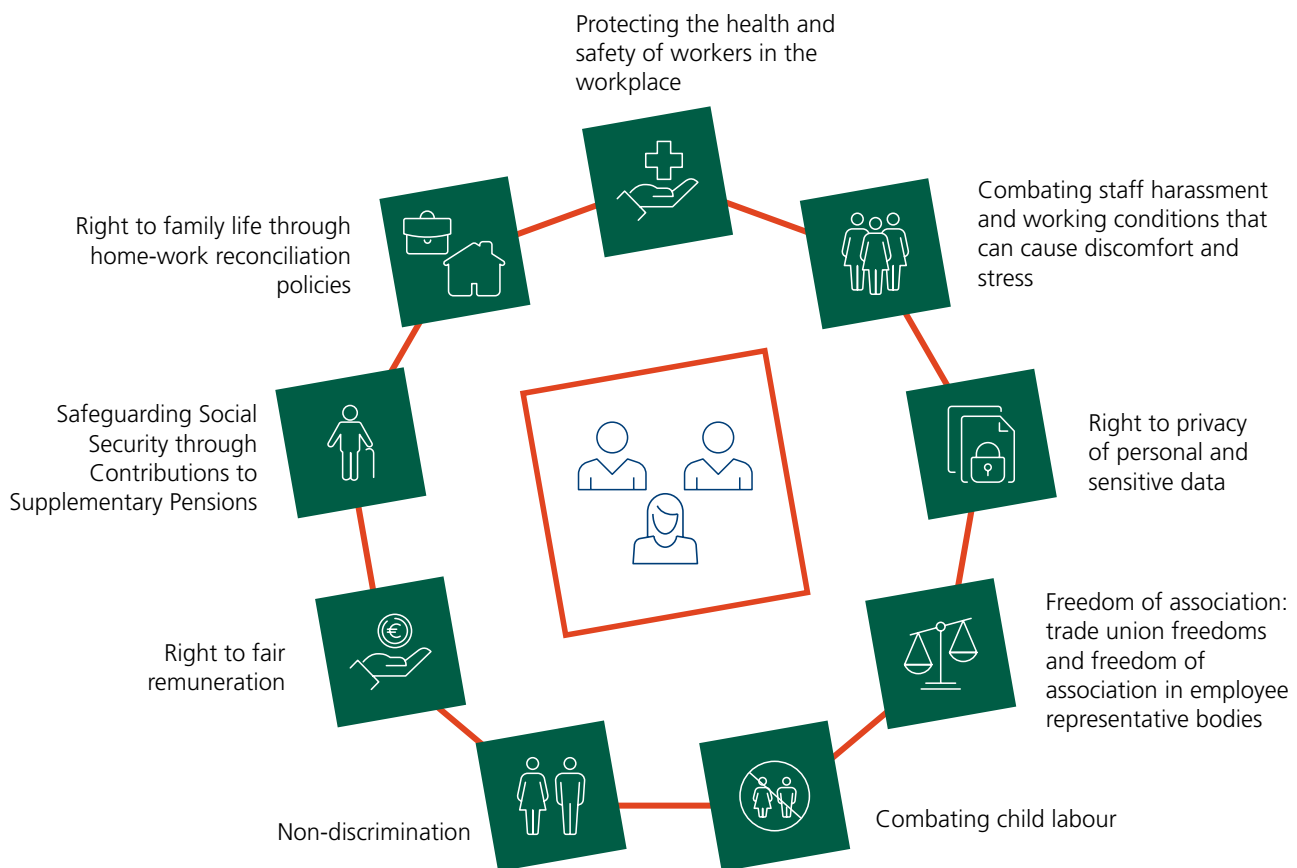 Protecting the health and
safety of workers in the
workplace
Combating staff harassment
and working conditions that
can cause discomfort and
stress
Right to privacy
of personal and
sensitive data
Freedom of association:
trade union freedoms
and freedom of
association in employee
representative bodies
Combating child labour
Non-discrimination
€
Right to fair
remuneration
Safeguarding Social
Security through
Contributions to
Supplementary Pensions
Right to family life through
home-work reconciliation
policies